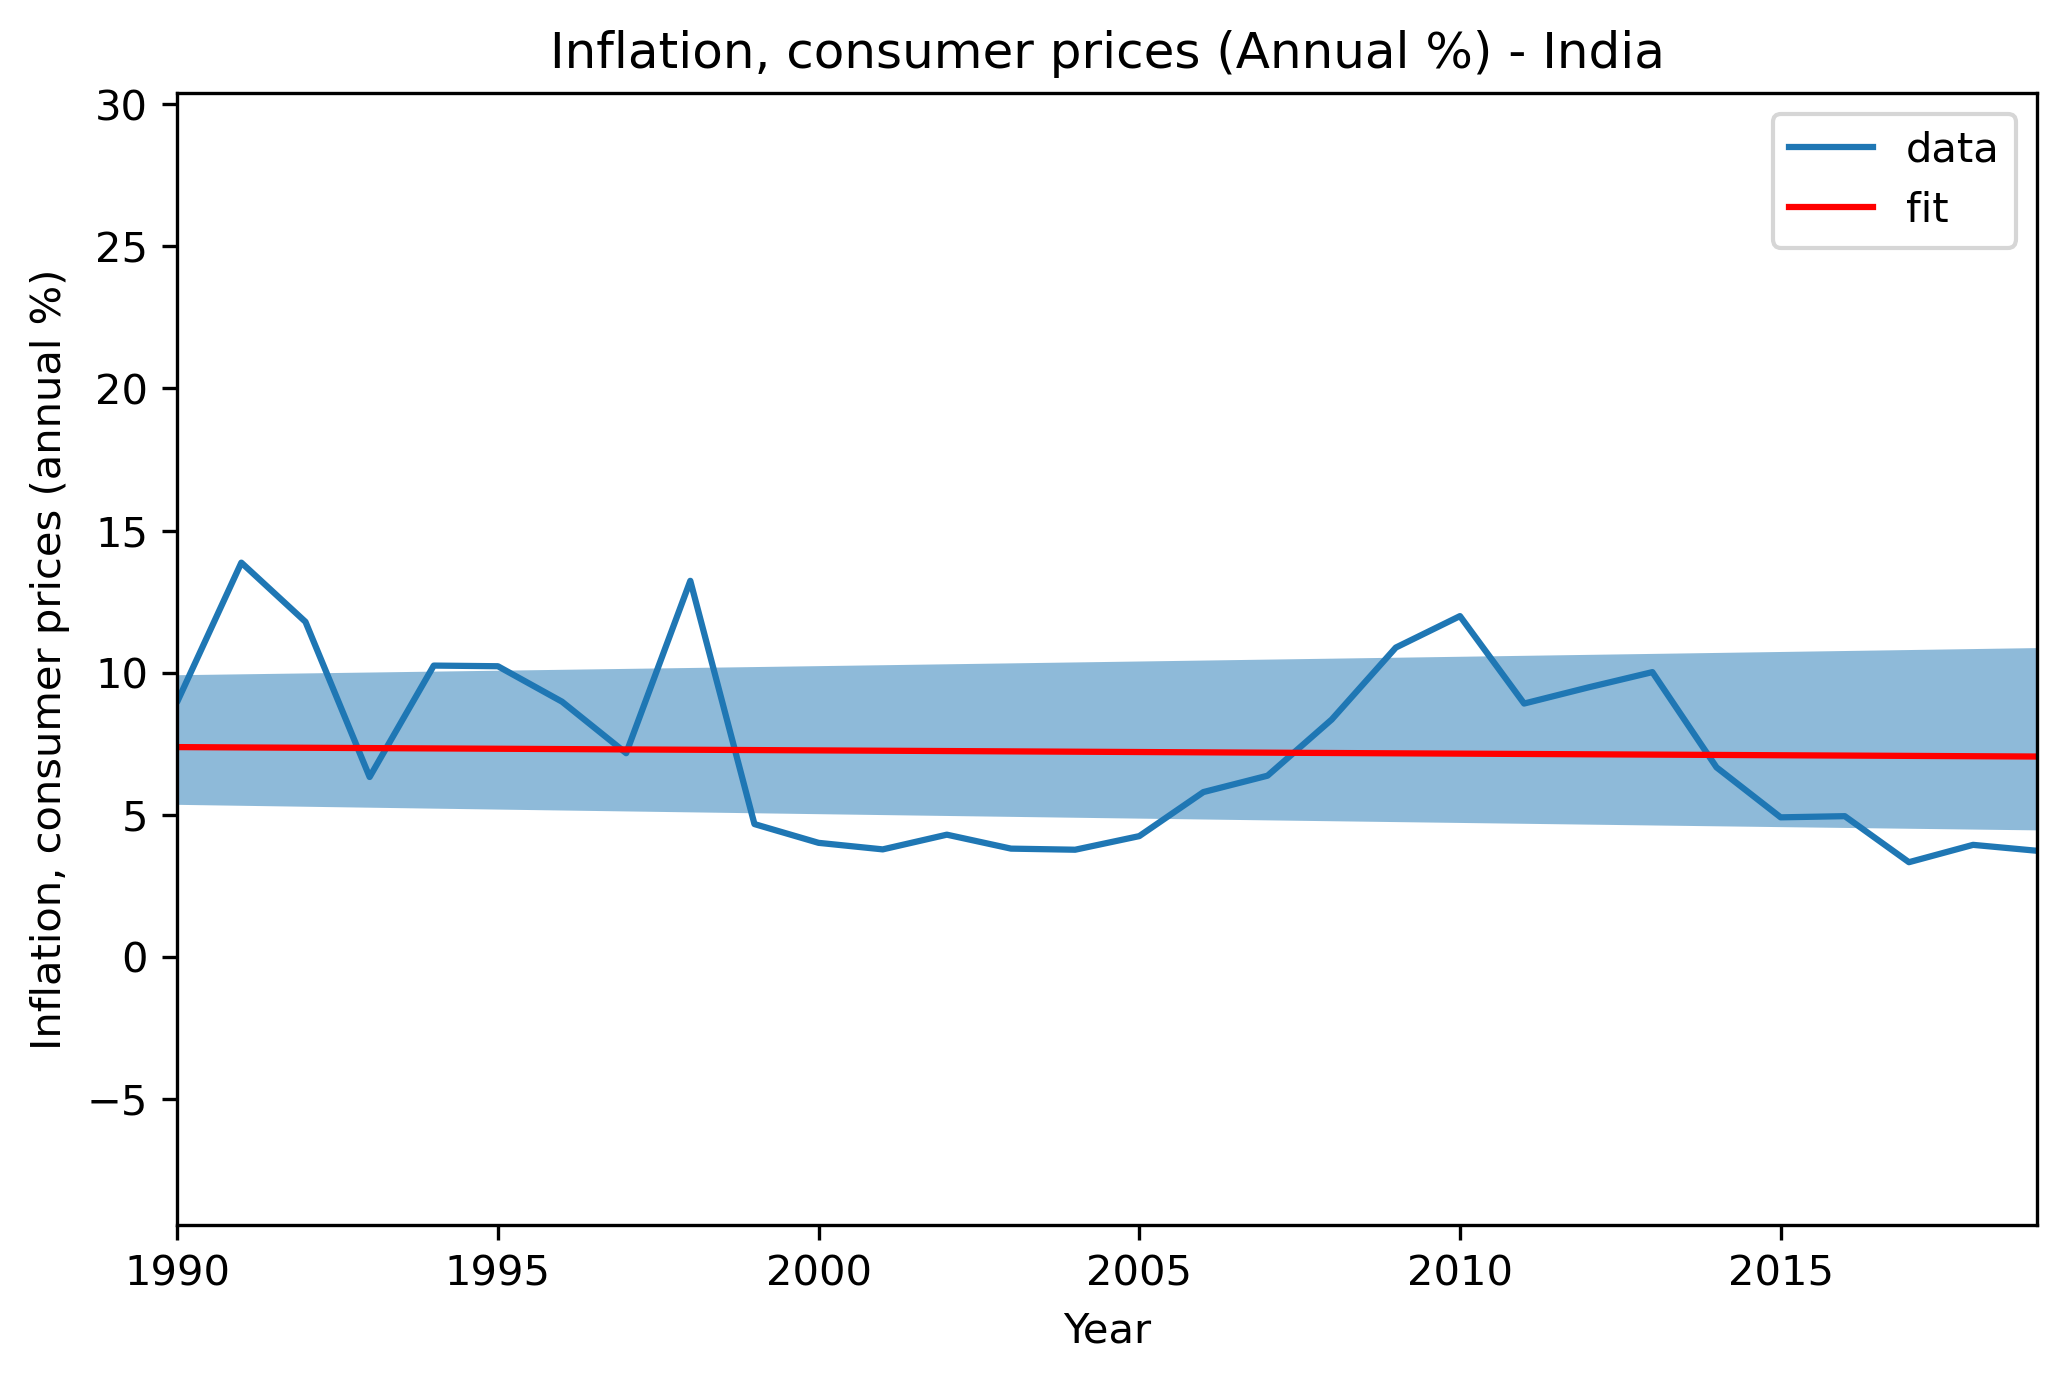 Inflation, consumer prices (Annual %) - India
data
fit
Inflation, consumer prices (annual %)
30
25
20
15
10
5
0
−5
1990
1995
2000
2005
2010
2015
Year